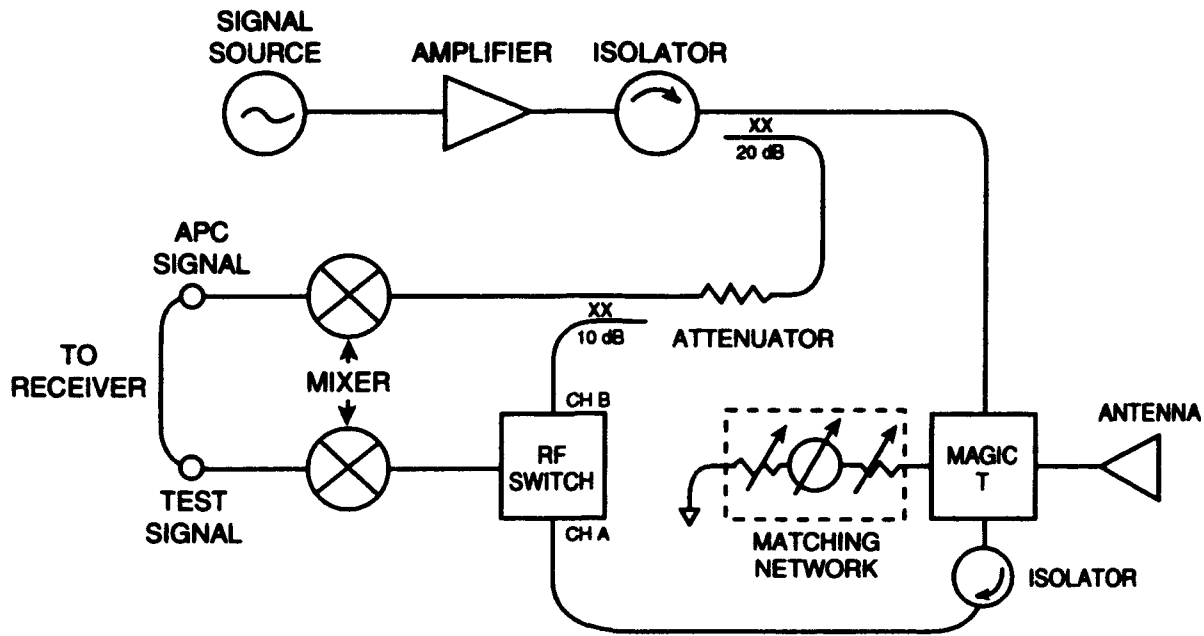 SIGNAL
SOURCE
AMPLIFIER
ISOLATOR
XX
20 dB
APC
SIGNAL
XX
10 dB
ATTENUATOR
TO
RECEIVER
MIXER
CH B
RF
SWITCH
CH A
ANTENNA
MAGIC
T
TEST
SIGNAL
MATCHING
NETWORK
ISOLATOR